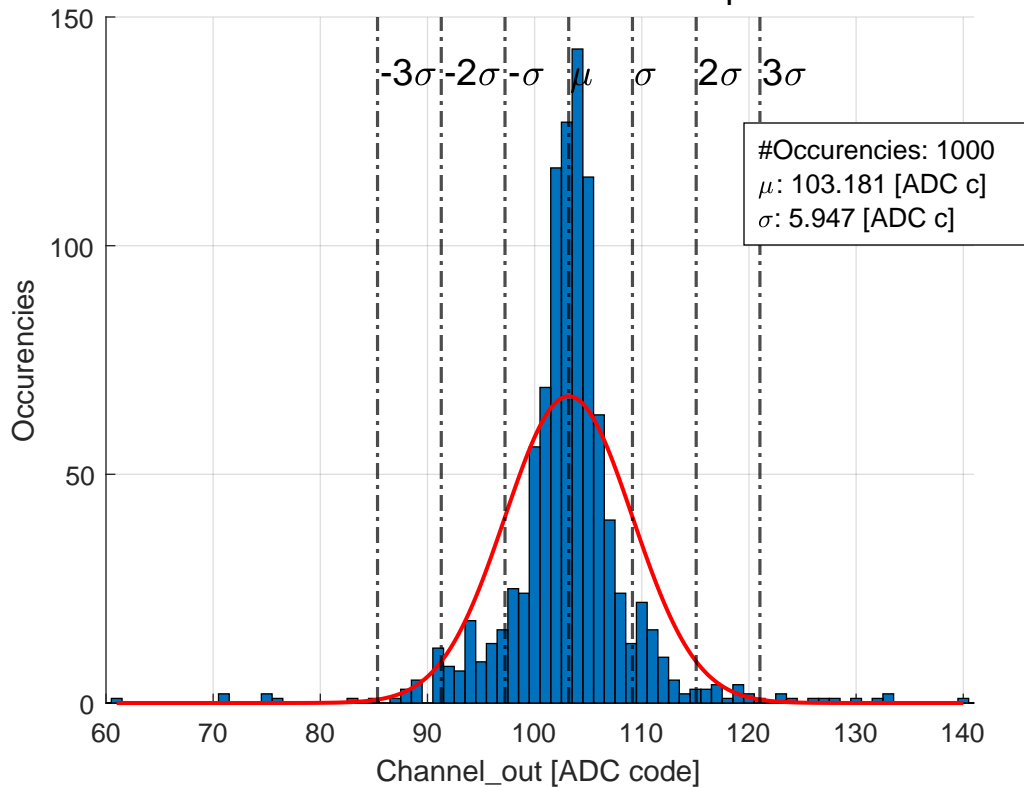 150
100
50
0
-3σ -2σ -σ μ σ 2σ 3σ
#Occurencies: 1000
μ: 103.181 [ADC c]
σ: 5.947 [ADC c]
Occurencies
60 70 80 90 100 110 120 130 140
Channel_out [ADC code]